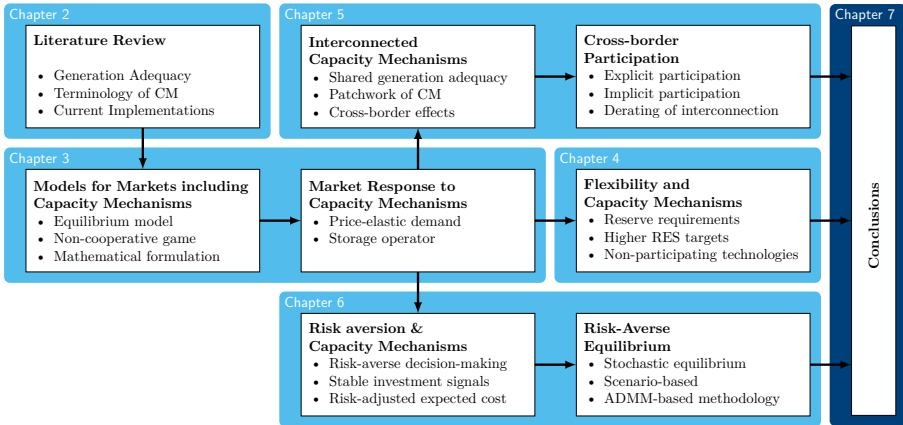 Chapter 2
Literature Review
• Generation Adequacy
• Terminology of CM
• Current Implementations
Chapter 5
Interconnected
Capacity Mechanisms
• Shared generation adequacy
• Patchwork of CM
• Cross-border effects
Cross-border
Participation
• Explicit participation
• Implicit participation
• Derating of interconnection
Chapter 7
Conclusions
Chapter 3
Models for Markets including
Capacity Mechanisms
• Equilibrium model
• Non-cooperative game
• Mathematical formulation
Market Response to
Capacity Mechanisms
• Price-elastic demand
• Storage operator
Chapter 4
Flexibility and
Capacity Mechanisms
• Reserve requirements
• Higher RES targets
• Non-participating technologies
Chapter 6
Risk aversion &
Capacity Mechanisms
• Risk-averse decision-making
• Stable investment signals
• Risk-adjusted expected cost
Risk-Averse
Equilibrium
• Stochastic equilibrium
• Scenario-based
• ADMM-based methodology